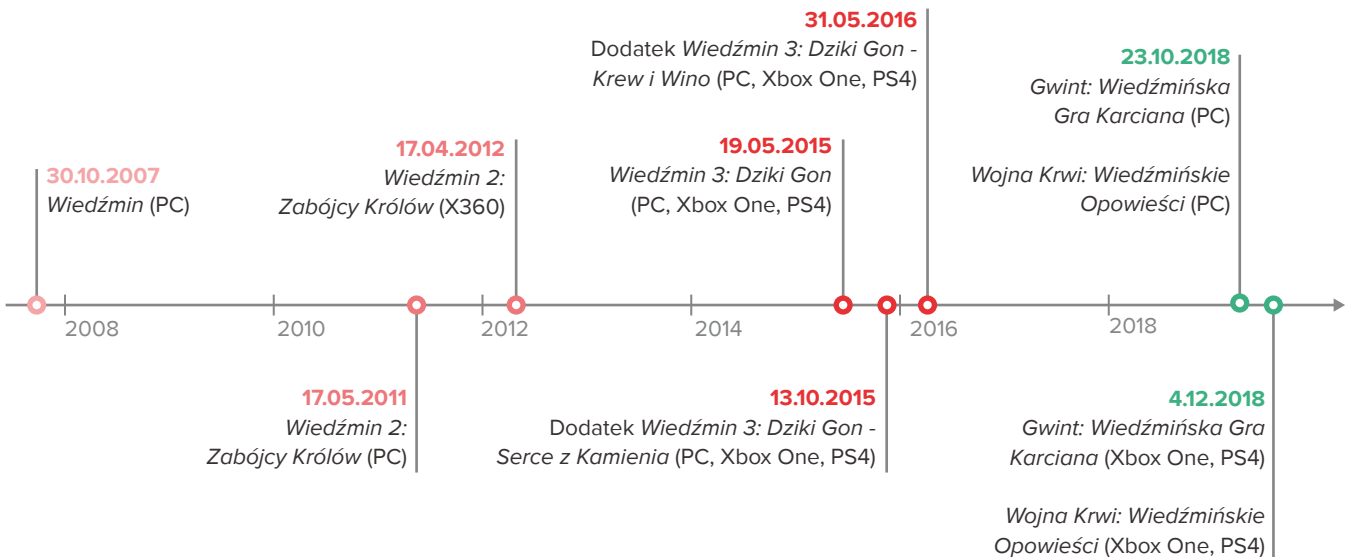 31.05.2016
Dodatek Wiedźmin 3: Dziki Gon -
Krew i Wino (PC, Xbox One, PS4)
23.10.2018
Gwint: Wiedźmińska
Gra Karciana (PC)
Wojna Krwi: Wiedźmińskie
Opowieści (PC)
17.04.2012
Wiedźmin 2:
Zabójcy Królów (X360)
19.05.2015
Wiedźmin 3: Dziki Gon
(PC, Xbox One, PS4)
30.10.2007
Wiedźmin (PC)
2008
2010
2012
2014
2016
2018
17.05.2011
Wiedźmin 2:
Zabójcy Królów (PC)
13.10.2015
Dodatek Wiedźmin 3: Dziki Gon -
Serce z Kamienia (PC, Xbox One, PS4)
4.12.2018
Gwint: Wiedźmińska Gra
Karciana (Xbox One, PS4)
Wojna Krwi: Wiedźmińskie
Opowieści (Xbox One, PS4)